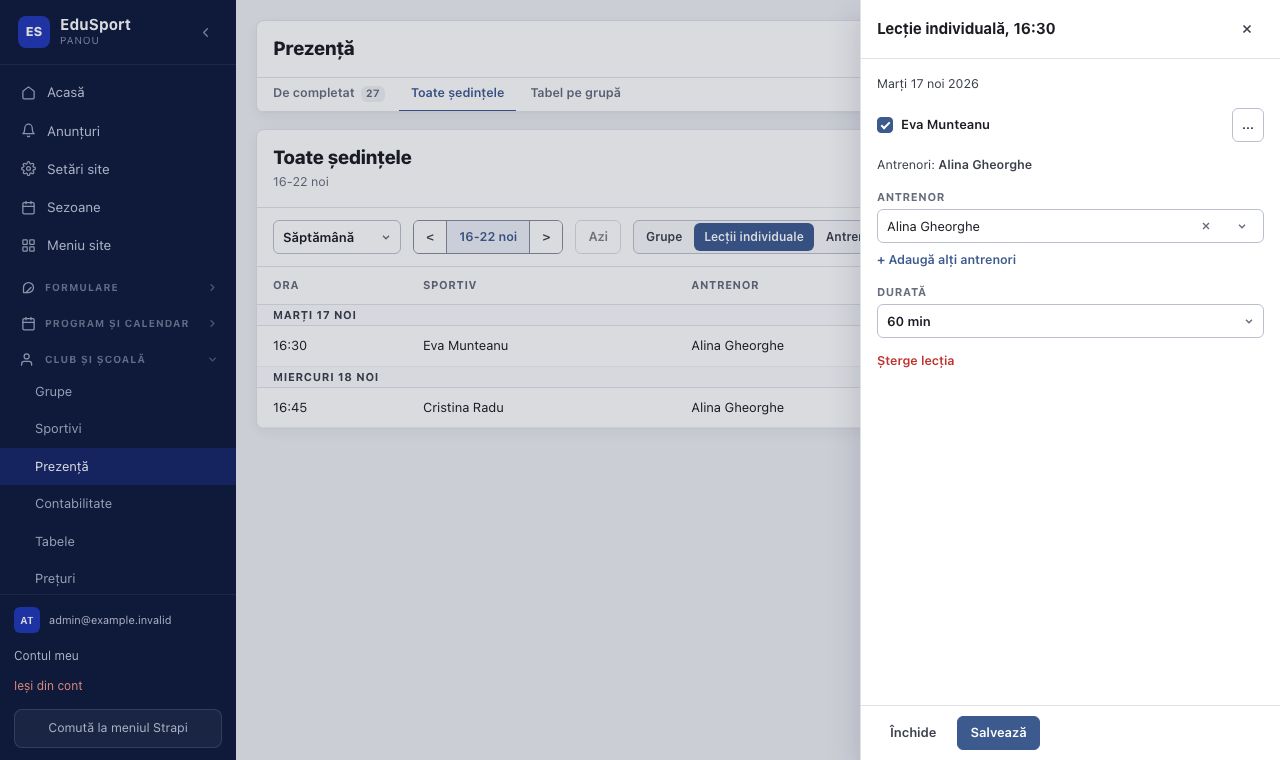 ES
EduSport
PANOU
Acasă
Anunțuri
Setări site
Sezoane
Meniu site
FORMULARE
PROGRAM ȘI CALENDAR
CLUB ȘI ȘCOALĂ
Grupe
Sportivi
Prezență
Contabilitate
Tabele
Prețuri
AT admin@example.invalid
Contul meu
Ieși din cont
Comută la meniul Strapi
Prezență
De completat 27 Toate ședințele Tabel pe grupă
Toate ședințele
16-22 noi
Săptămână < 16-22 noi > Azi Grupe Lecții individuale
ORA SPORTIV ANTRENOR
MARȚI 17 NOI
16:30 Eva Munteanu Alina Gheorghe
MIERCURI 18 NOI
16:45 Cristina Radu Alina Gheorghe
Lecție individuală, 16:30 ×
Marți 17 noi 2026
Eva Munteanu ...
Antrenori: Alina Gheorghe
ANTRENOR
Alina Gheorghe ×
+ Adaugă alți antrenori
DURATĂ
60 min
Șterge lecția
Închide Salvează